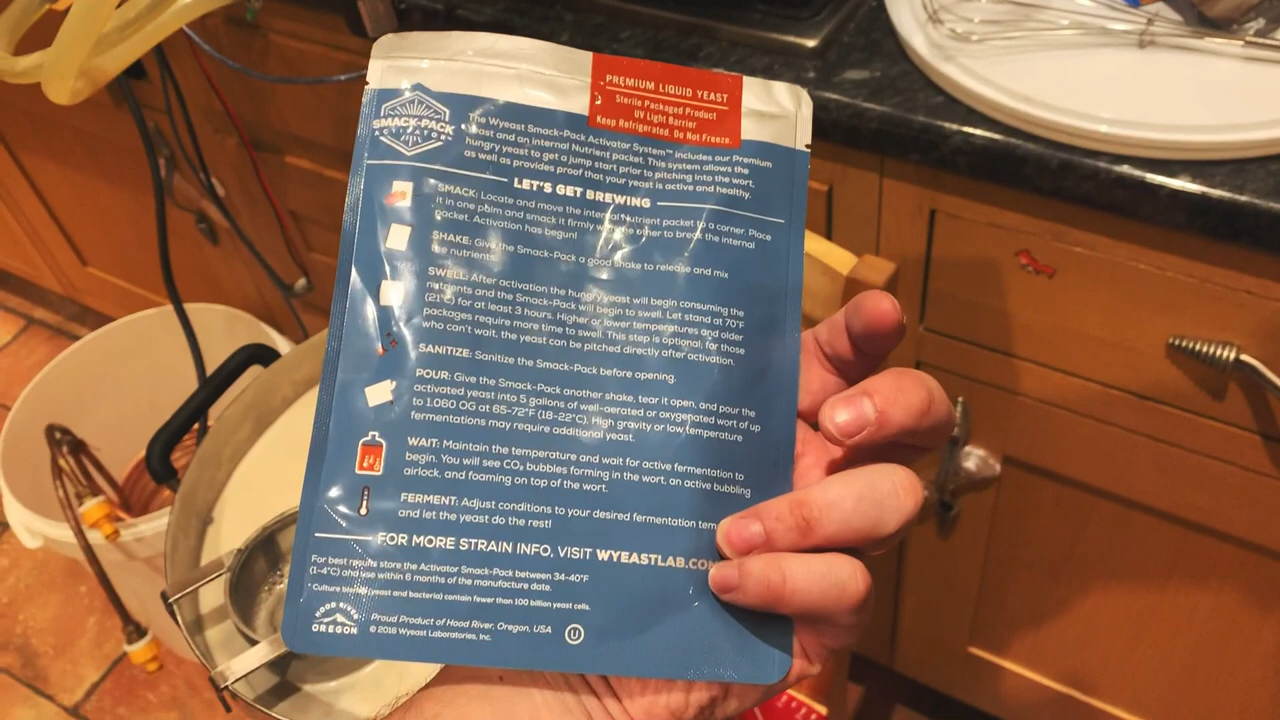 PREMIUM LIQUID YEAST
Sterile Packaged Product
UV Light Barrier
Keep Refrigerated. Do Not Freeze.
SMACK-PACK
ACTIVATOR
The Wyeast Smack-Pack Activator System™ includes our Premium
yeast and an internal Nutrient packet. This system allows the
hungry yeast to get a jump start prior to pitching into the wort,
as well as provides proof that your yeast is active and healthy.
LET'S GET BREWING
SMACK: Locate and move the internal Nutrient packet to a corner. Place
it in one palm and smack it firmly with the other to break the internal
packet. Activation has begun!
SHAKE: Give the Smack-Pack a good shake to release and mix
the nutrients.
SWELL: After activation the hungry yeast will begin consuming the
nutrients and the Smack-Pack will begin to swell. Let stand at 70°F
(21°C) for at least 3 hours. Higher or lower temperatures and older
packages require more time to swell. This step is optional; for those
who can't wait, the yeast can be pitched directly after activation.
SANITIZE: Sanitize the Smack-Pack before opening.
POUR: Give the Smack-Pack another shake, tear it open, and pour the
activated yeast into 5 gallons of well-aerated or oxygenated wort of up
to 1.060 OG at 65-72°F (18-22°C). High gravity or low temperature
fermentations may require additional yeast.
WAIT: Maintain the temperature and wait for active fermentation to
begin. You will see CO₂ bubbles forming in the wort, an active bubbling
airlock, and foaming on top of the wort.
FERMENT: Adjust conditions to your desired fermentation tem
and let the yeast do the rest!
FOR MORE STRAIN INFO, VISIT WYEASTLAB.CO
For best results store the Activator Smack-Pack between 34-40°F
(1-4°C) and use within 6 months of the manufacture date.
* Culture blends (yeast and bacteria) contain fewer than 100 billion yeast cells.
HOOD RIVER
OREGON
Proud Product of Hood River, Oregon, USA
© 2016 Wyeast Laboratories, Inc.
U